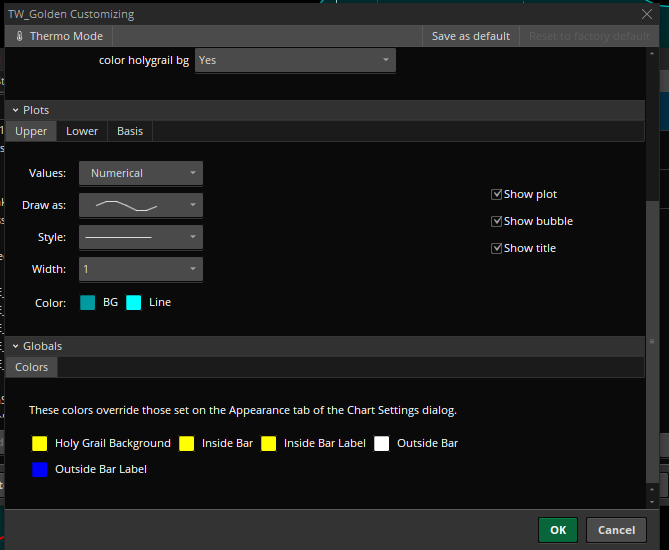 TW_Golden Customizing
Thermo Mode Save as default Reset to factory default
color holygrail bg Yes
Plots
Upper Lower Basis
Values: Numerical
Draw as: Show plot
Show bubble
Style:
Show title
Width: 1
Color: BG Line
Globals
Colors
These colors override those set on the Appearance tab of the Chart Settings dialog.
Holy Grail Background Inside Bar Inside Bar Label Outside Bar
Outside Bar Label
OK Cancel